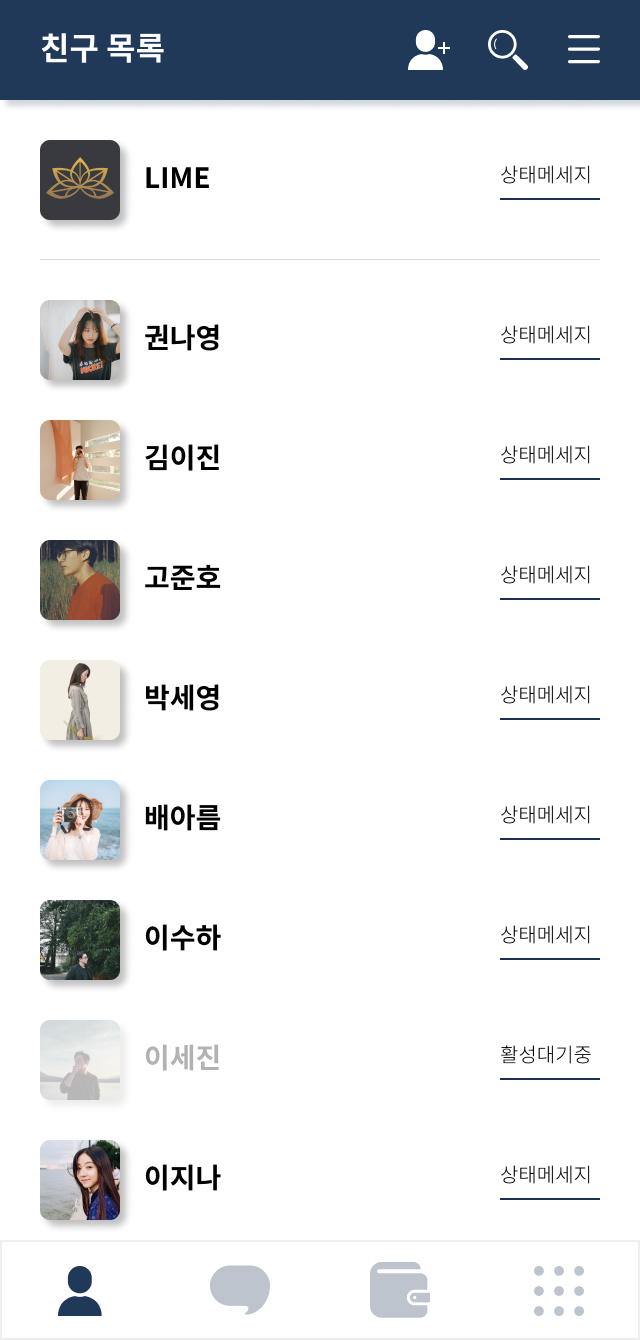 친구 목록
LIME 상태메세지
권나영 상태메세지
김이진 상태메세지
고준호 상태메세지
박세영 상태메세지
배아름 상태메세지
이수하 상태메세지
이세진 활성대기중
이지나 상태메세지